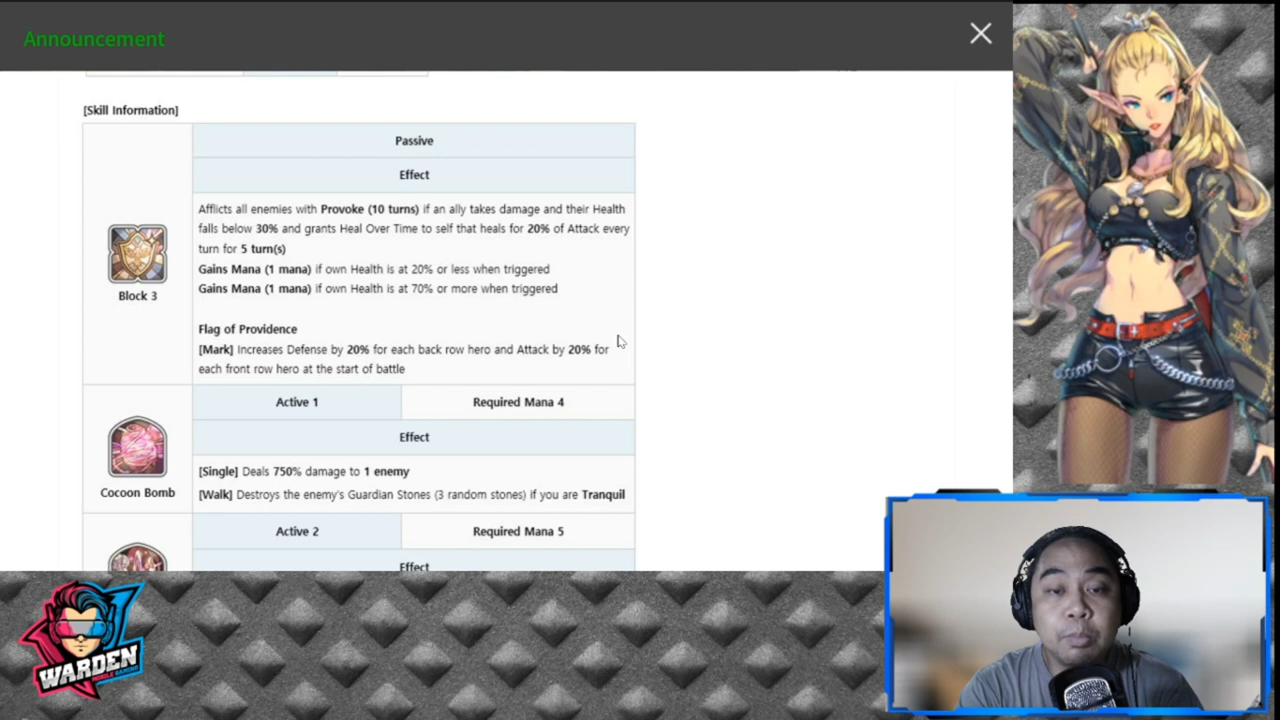 Announcement
[Skill Information]
Passive
Effect
Afflicts all enemies with Provoke (10 turns) if an ally takes damage and their Health
falls below 30% and grants Heal Over Time to self that heals for 20% of Attack every
turn for 5 turn(s)
Gains Mana (1 mana) if own Health is at 20% or less when triggered
Gains Mana (1 mana) if own Health is at 70% or more when triggered
Block 3
Flag of Providence
[Mark] Increases Defense by 20% for each back row hero and Attack by 20% for
each front row hero at the start of battle
Active 1
Required Mana 4
Effect
[Single] Deals 750% damage to 1 enemy
[Walk] Destroys the enemy's Guardian Stones (3 random stones) if you are Tranquil
Cocoon Bomb
Active 2
Required Mana 5
Effect
WARDEN
MOBILE GAMING